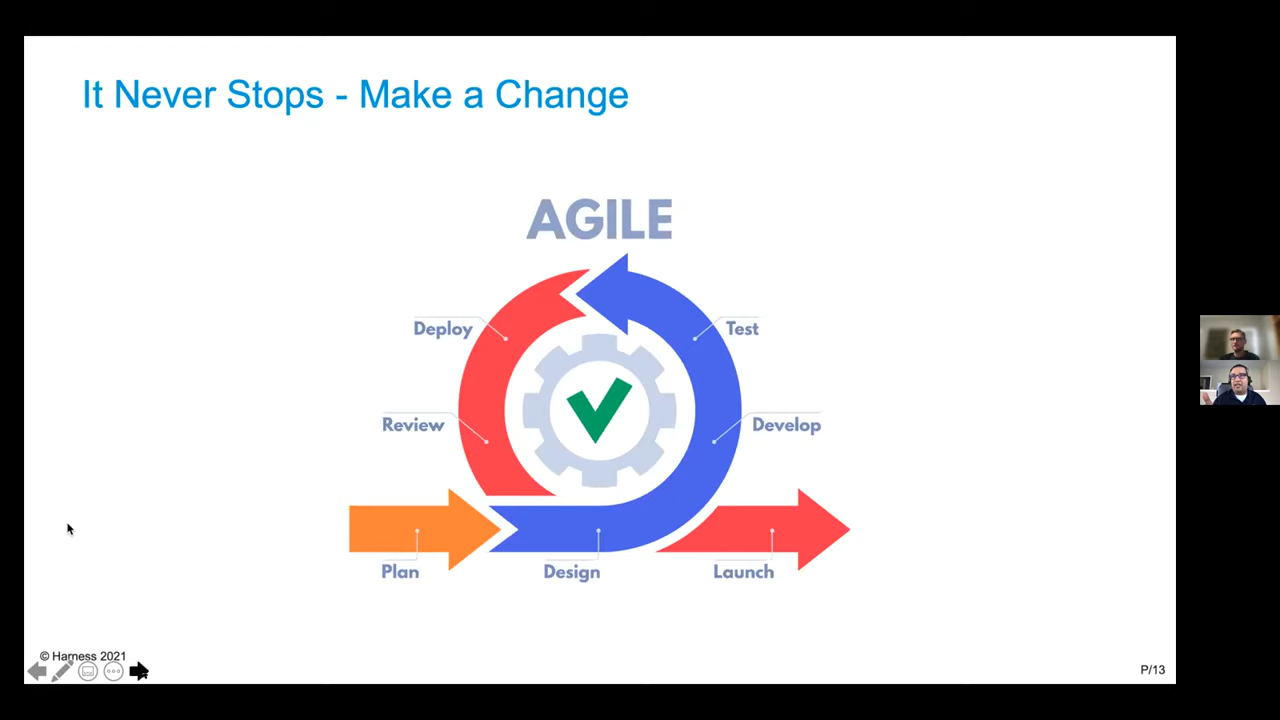 It Never Stops - Make a Change
AGILE
Deploy
Test
Review
Develop
Plan
Design
Launch
© Harness 2021
P/13